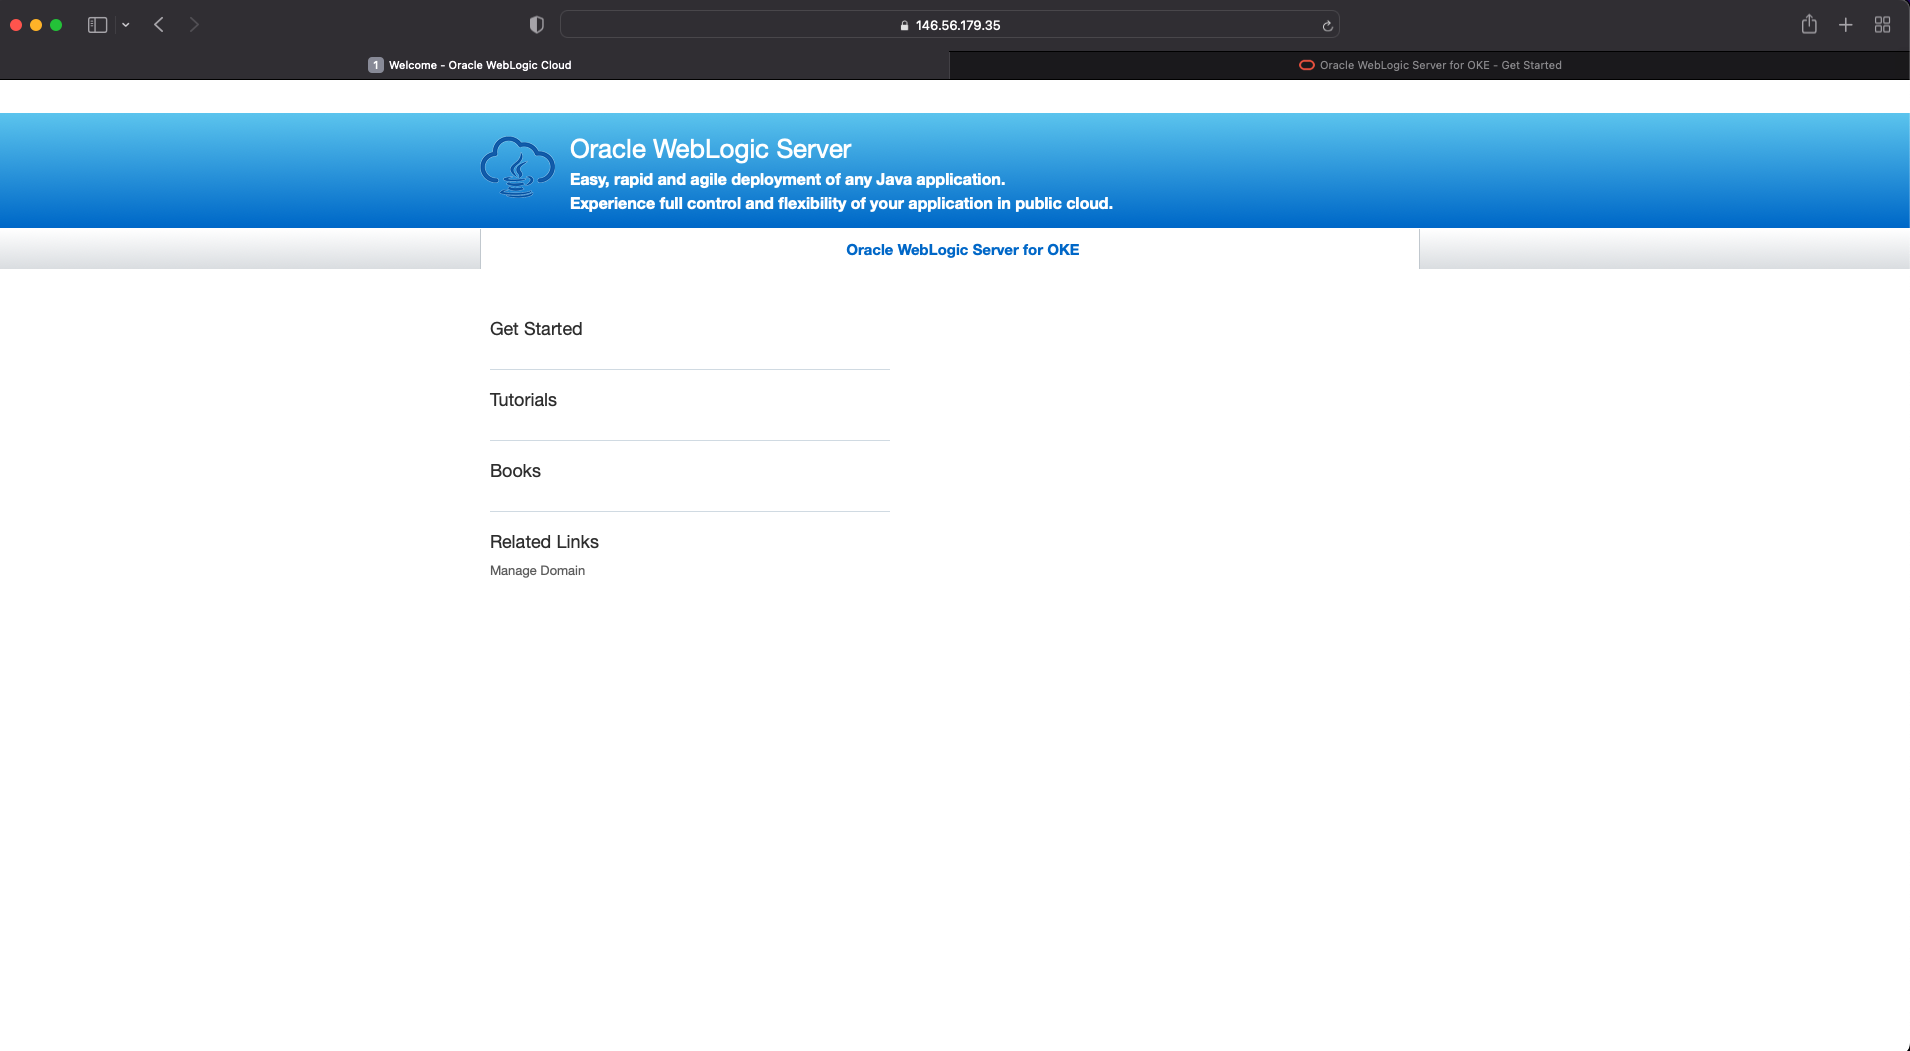 146.56.179.35
1 Welcome - Oracle WebLogic Cloud
Oracle WebLogic Server for OKE - Get Started
Oracle WebLogic Server
Easy, rapid and agile deployment of any Java application.
Experience full control and flexibility of your application in public cloud.
Oracle WebLogic Server for OKE
Get Started
Tutorials
Books
Related Links
Manage Domain